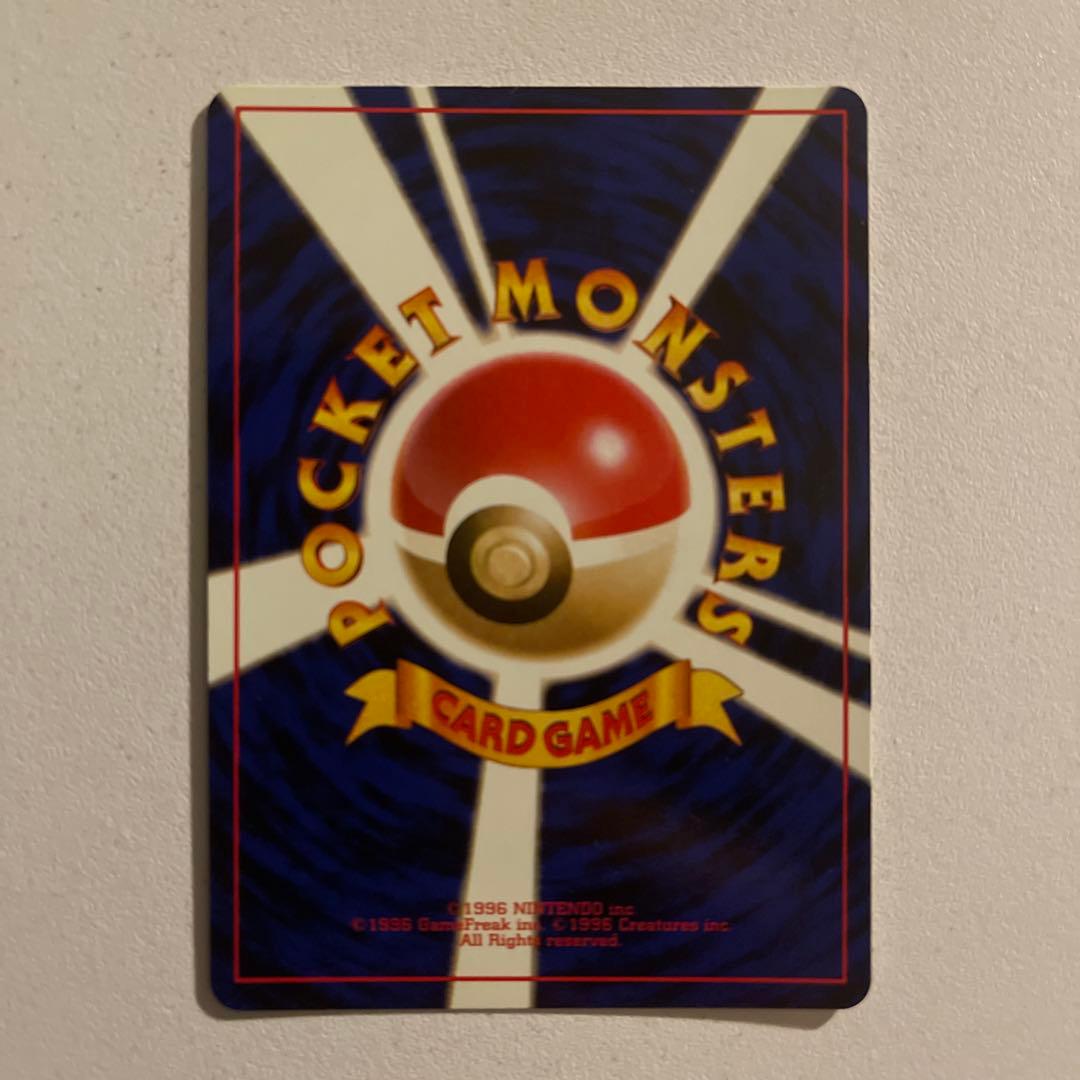 POCKET MONSTERS
CARD GAME
©1996 NINTENDO inc
©1996 GameFreak inc. ©1996 Creatures inc.
All Rights reserved.